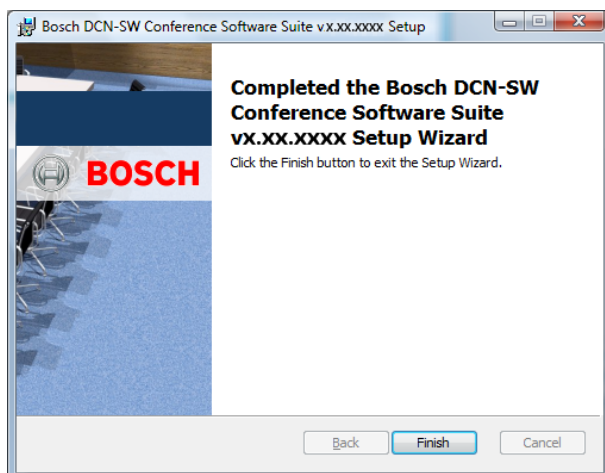 Bosch DCN-SW Conference Software Suite vx.xx.xxxx Setup
Completed the Bosch DCN-SW
Conference Software Suite
vx.xx.xxxx Setup Wizard
Click the Finish button to exit the Setup Wizard.
BOSCH
Back
Finish
Cancel